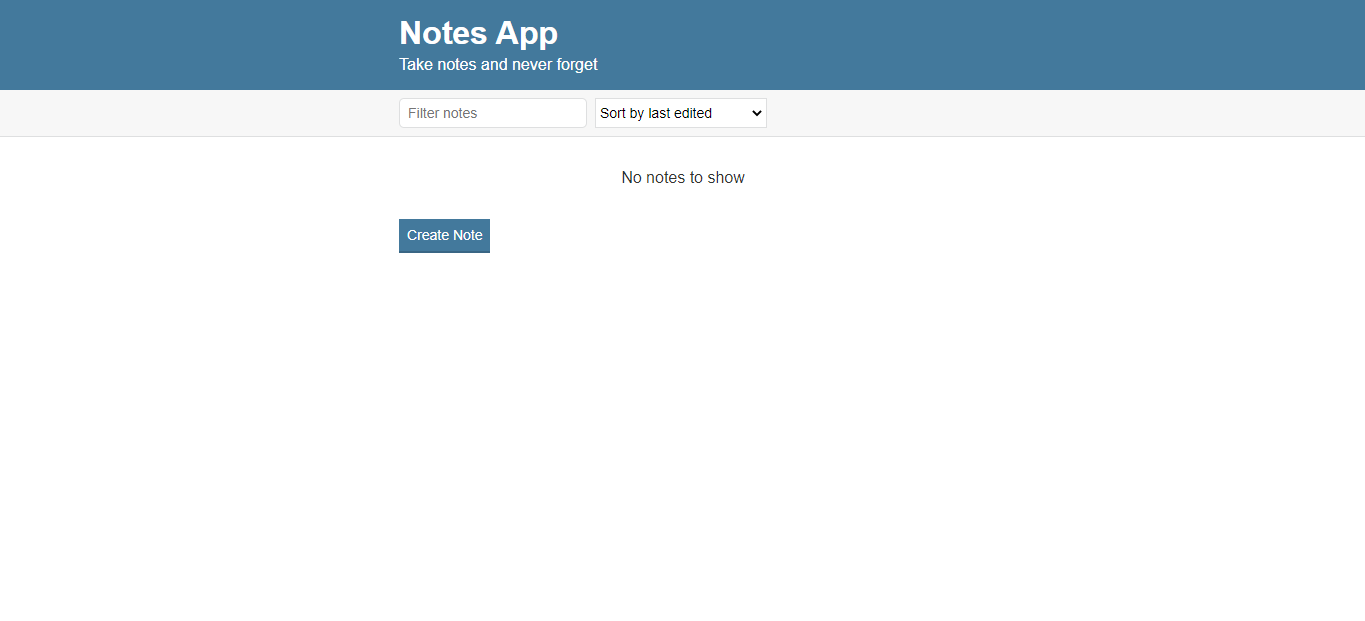 Notes App
Take notes and never forget
Filter notes
Sort by last edited
No notes to show
Create Note